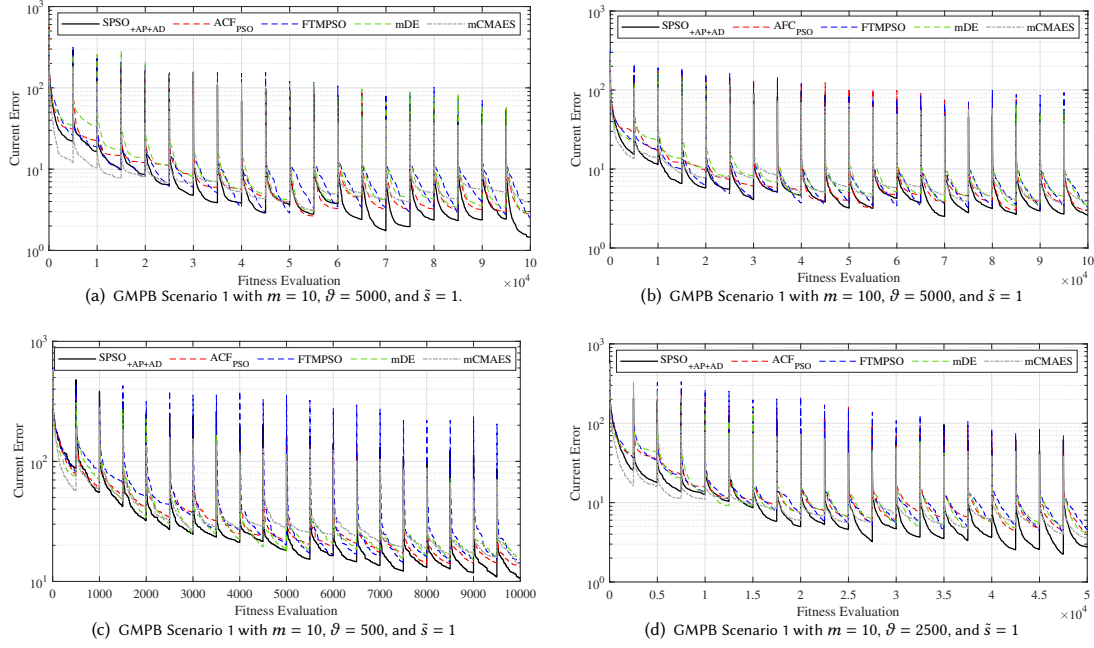 10^3
SPSO+AP+AD ACFPSO FTMPSO mDE mCMAES
10^2
10^1
10^0
Current Error
0 1 2 3 4 5 6 7 8 9 10
Fitness Evaluation
×10^4
(a) GMPB Scenario 1 with m = 10, ϑ = 5000, and s̃ = 1.
10^3
SPSO+AP+AD AFCPSO FTMPSO mDE mCMAES
10^2
10^1
10^0
Current Error
0 1 2 3 4 5 6 7 8 9 10
Fitness Evaluation
×10^4
(b) GMPB Scenario 1 with m = 100, ϑ = 5000, and s̃ = 1
10^3
SPSO+AP+AD ACFPSO FTMPSO mDE mCMAES
10^2
10^1
Current Error
0 1000 2000 3000 4000 5000 6000 7000 8000 9000 10000
Fitness Evaluation
(c) GMPB Scenario 1 with m = 10, ϑ = 500, and s̃ = 1
10^3
SPSO+AP+AD ACFPSO FTMPSO mDE mCMAES
10^2
10^1
10^0
Current Error
0 0.5 1 1.5 2 2.5 3 3.5 4 4.5 5
Fitness Evaluation
×10^4
(d) GMPB Scenario 1 with m = 10, ϑ = 2500, and s̃ = 1